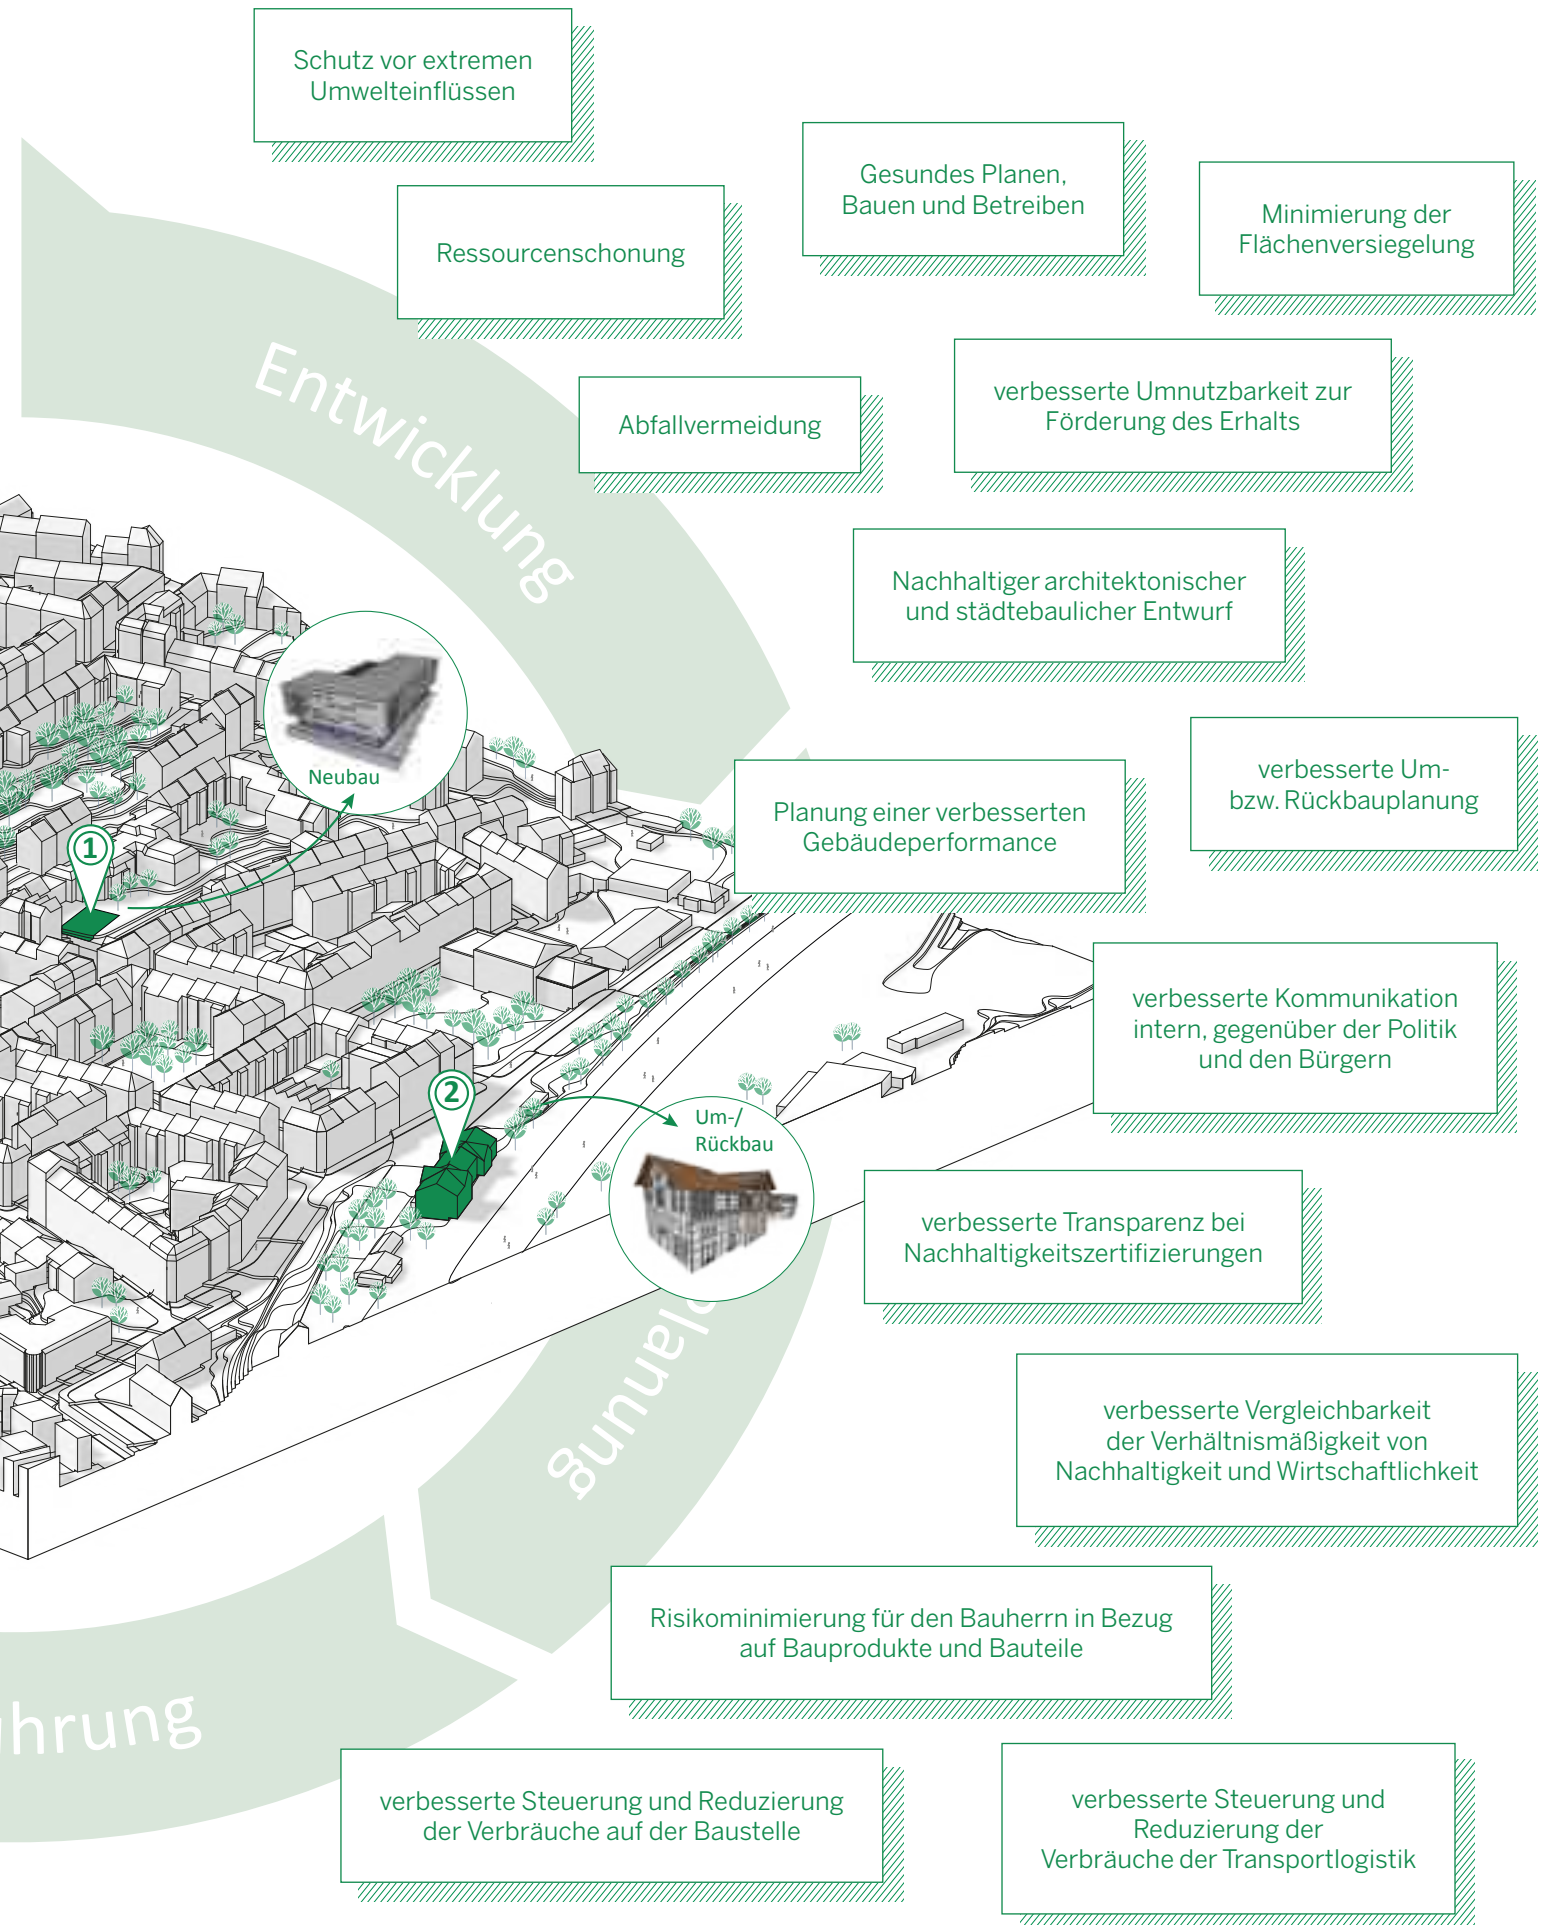 Schutz vor extremen
Umwelteinflüssen
Gesundes Planen,
Bauen und Betreiben
Minimierung der
Flächenversiegelung
Ressourcenschonung
Entwicklung
Abfallvermeidung
verbesserte Umnutzbarkeit zur
Förderung des Erhalts
Nachhaltiger architektonischer
und städtebaulicher Entwurf
Neubau
1
Planung einer verbesserten
Gebäudeperformance
verbesserte Um-
bzw. Rückbauplanung
verbesserte Kommunikation
intern, gegenüber der Politik
und den Bürgern
2
Um-/
Rückbau
verbesserte Transparenz bei
Nachhaltigkeitszertifizierungen
lanung
verbesserte Vergleichbarkeit
der Verhältnismäßigkeit von
Nachhaltigkeit und Wirtschaftlichkeit
Risikominimierung für den Bauherrn in Bezug
auf Bauprodukte und Bauteile
hrung
verbesserte Steuerung und Reduzierung
der Verbräuche auf der Baustelle
verbesserte Steuerung und
Reduzierung der
Verbräuche der Transportlogistik